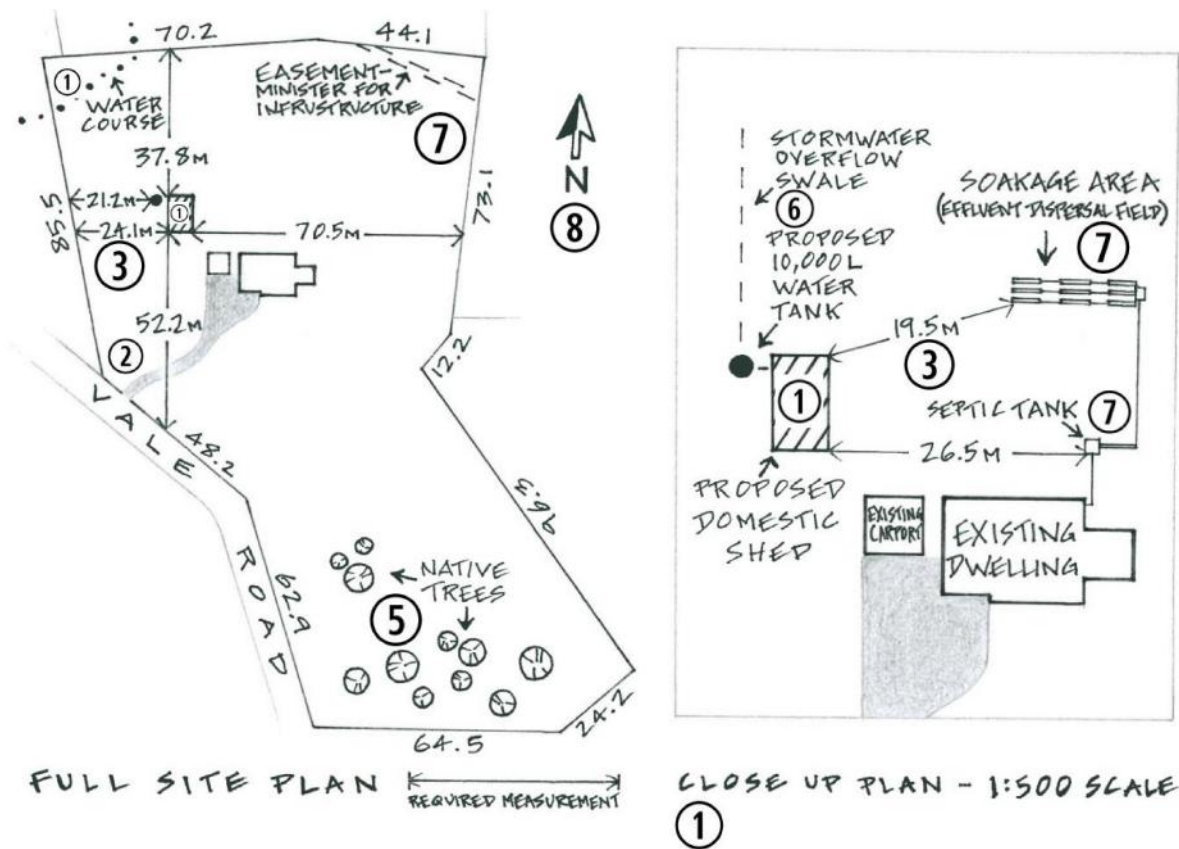 70.2
44.1
①
WATER
COURSE
EASEMENT-
MINISTER FOR
INFRUSTRUCTURE
⑦
37.8M
21.2M
①
24.1M
70.5M
85.5
73.1
③
N
⑧
52.2M
②
12.2
LALE
ROAD
48.2
96.3
62.9
NATIVE
TREES
⑤
24.2
64.5
FULL SITE PLAN
REQUIRED MEASUREMENT
STORMWATER
OVERFLOW
SWALE
⑥
PROPOSED
10,000L
WATER
TANK
SOAKAGE AREA
(EFFLUENT DISPERSAL FIELD)
⑦
19.5M
③
①
SEPTIC TANK
⑦
26.5M
PROPOSED
DOMESTIC
SHED
EXISTING
CARPORT
EXISTING
DWELLING
CLOSE UP PLAN - 1:500 SCALE
①